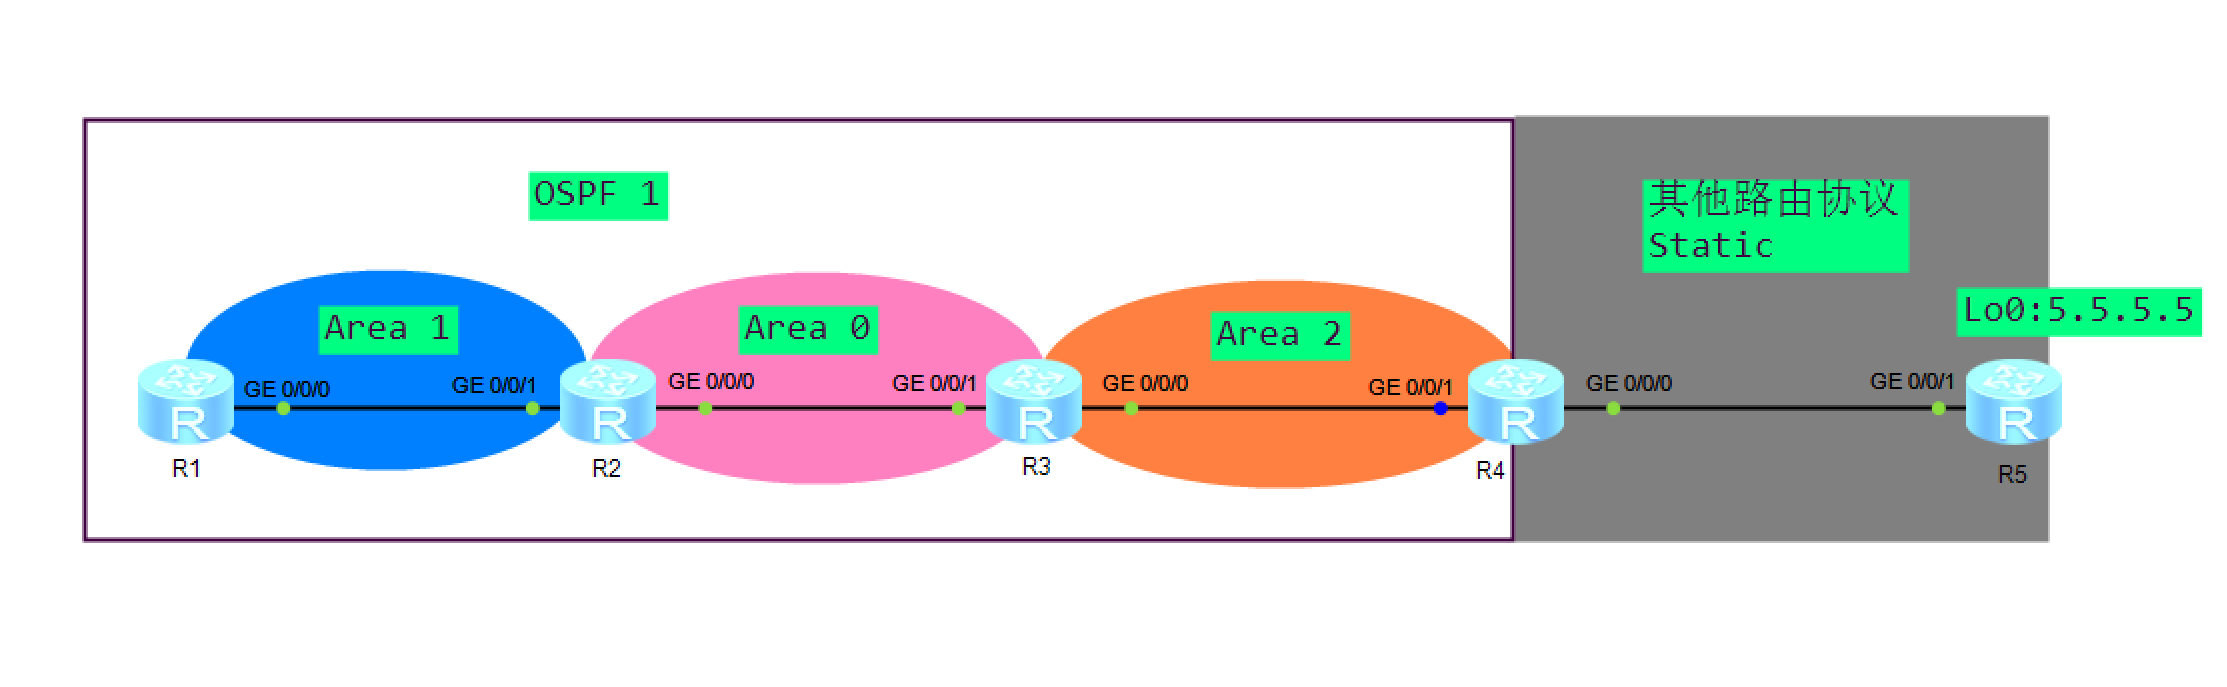 OSPF 1
其他路由协议
Static
Lo0:5.5.5.5
Area 1
Area 0
Area 2
GE 0/0/0
GE 0/0/1
GE 0/0/0
GE 0/0/1
GE 0/0/0
GE 0/0/1
GE 0/0/0
GE 0/0/1
R
R
R
R
R
R1
R2
R3
R4
R5